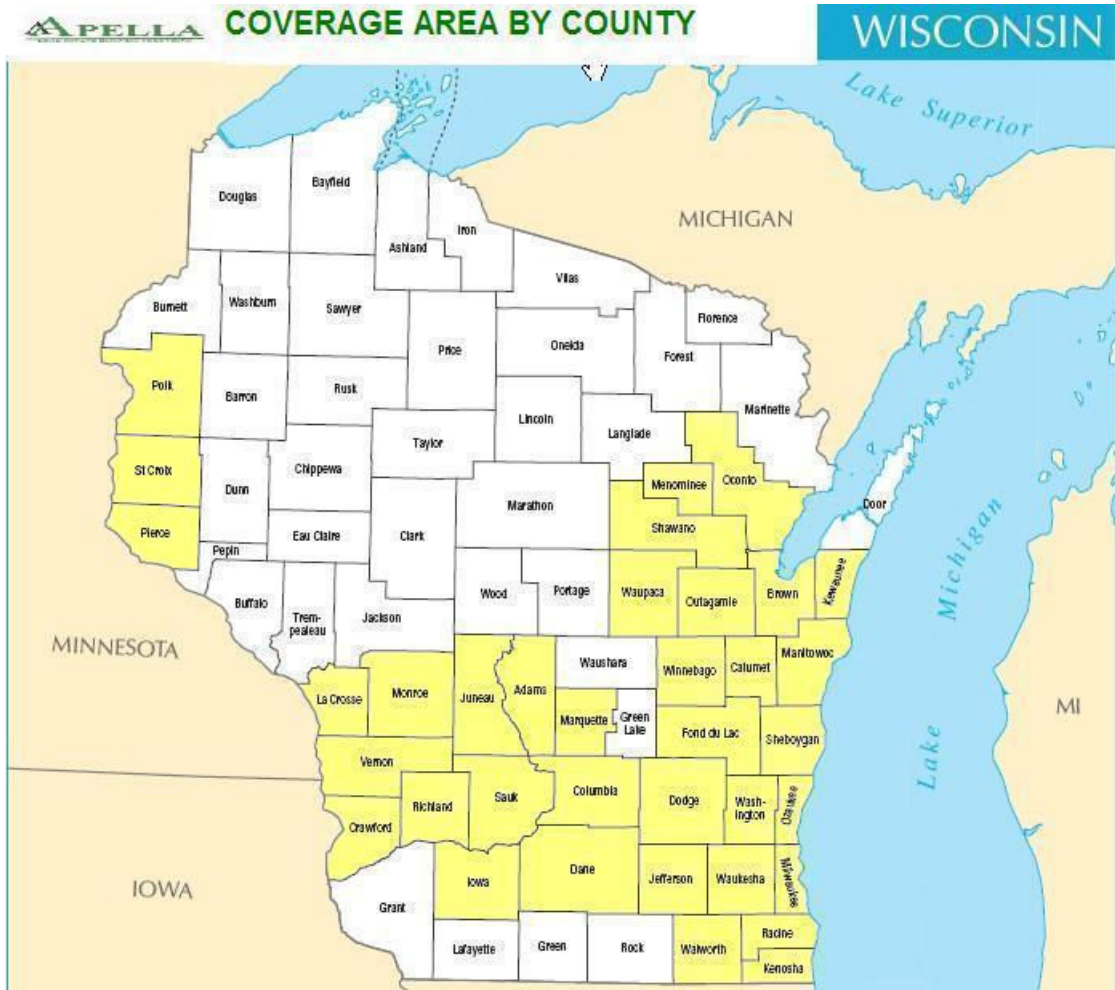 APELLA
COVERAGE AREA BY COUNTY
WISCONSIN
Lake Superior
MICHIGAN
Douglas
Bayfield
Ashland
Iron
Vilas
Burnett
Washburn
Sawyer
Price
Oneida
Forest
Florence
Marinette
Polk
Barron
Rusk
Lincoln
Langlade
Taylor
Oconto
Menominee
St Croix
Dunn
Chippewa
Marathon
Shawano
Door
Pierce
Pepin
Eau Claire
Clark
Buffalo
Trem-
pealeau
Jackson
Wood
Portage
Waupaca
Outagamie
Brown
Kewaunee
MINNESOTA
La Crosse
Monroe
Juneau
Adams
Waushara
Marquette
Green
Lake
Winnebago
Calumet
Manitowoc
Fond du Lac
Sheboygan
Lake Michigan
MI
Vernon
Richland
Sauk
Columbia
Dodge
Wash-
ington
Ozaukee
Crawford
IOWA
Grant
Iowa
Dane
Jefferson
Waukesha
Milwaukee
Lafayette
Green
Rock
Walworth
Racine
Kenosha